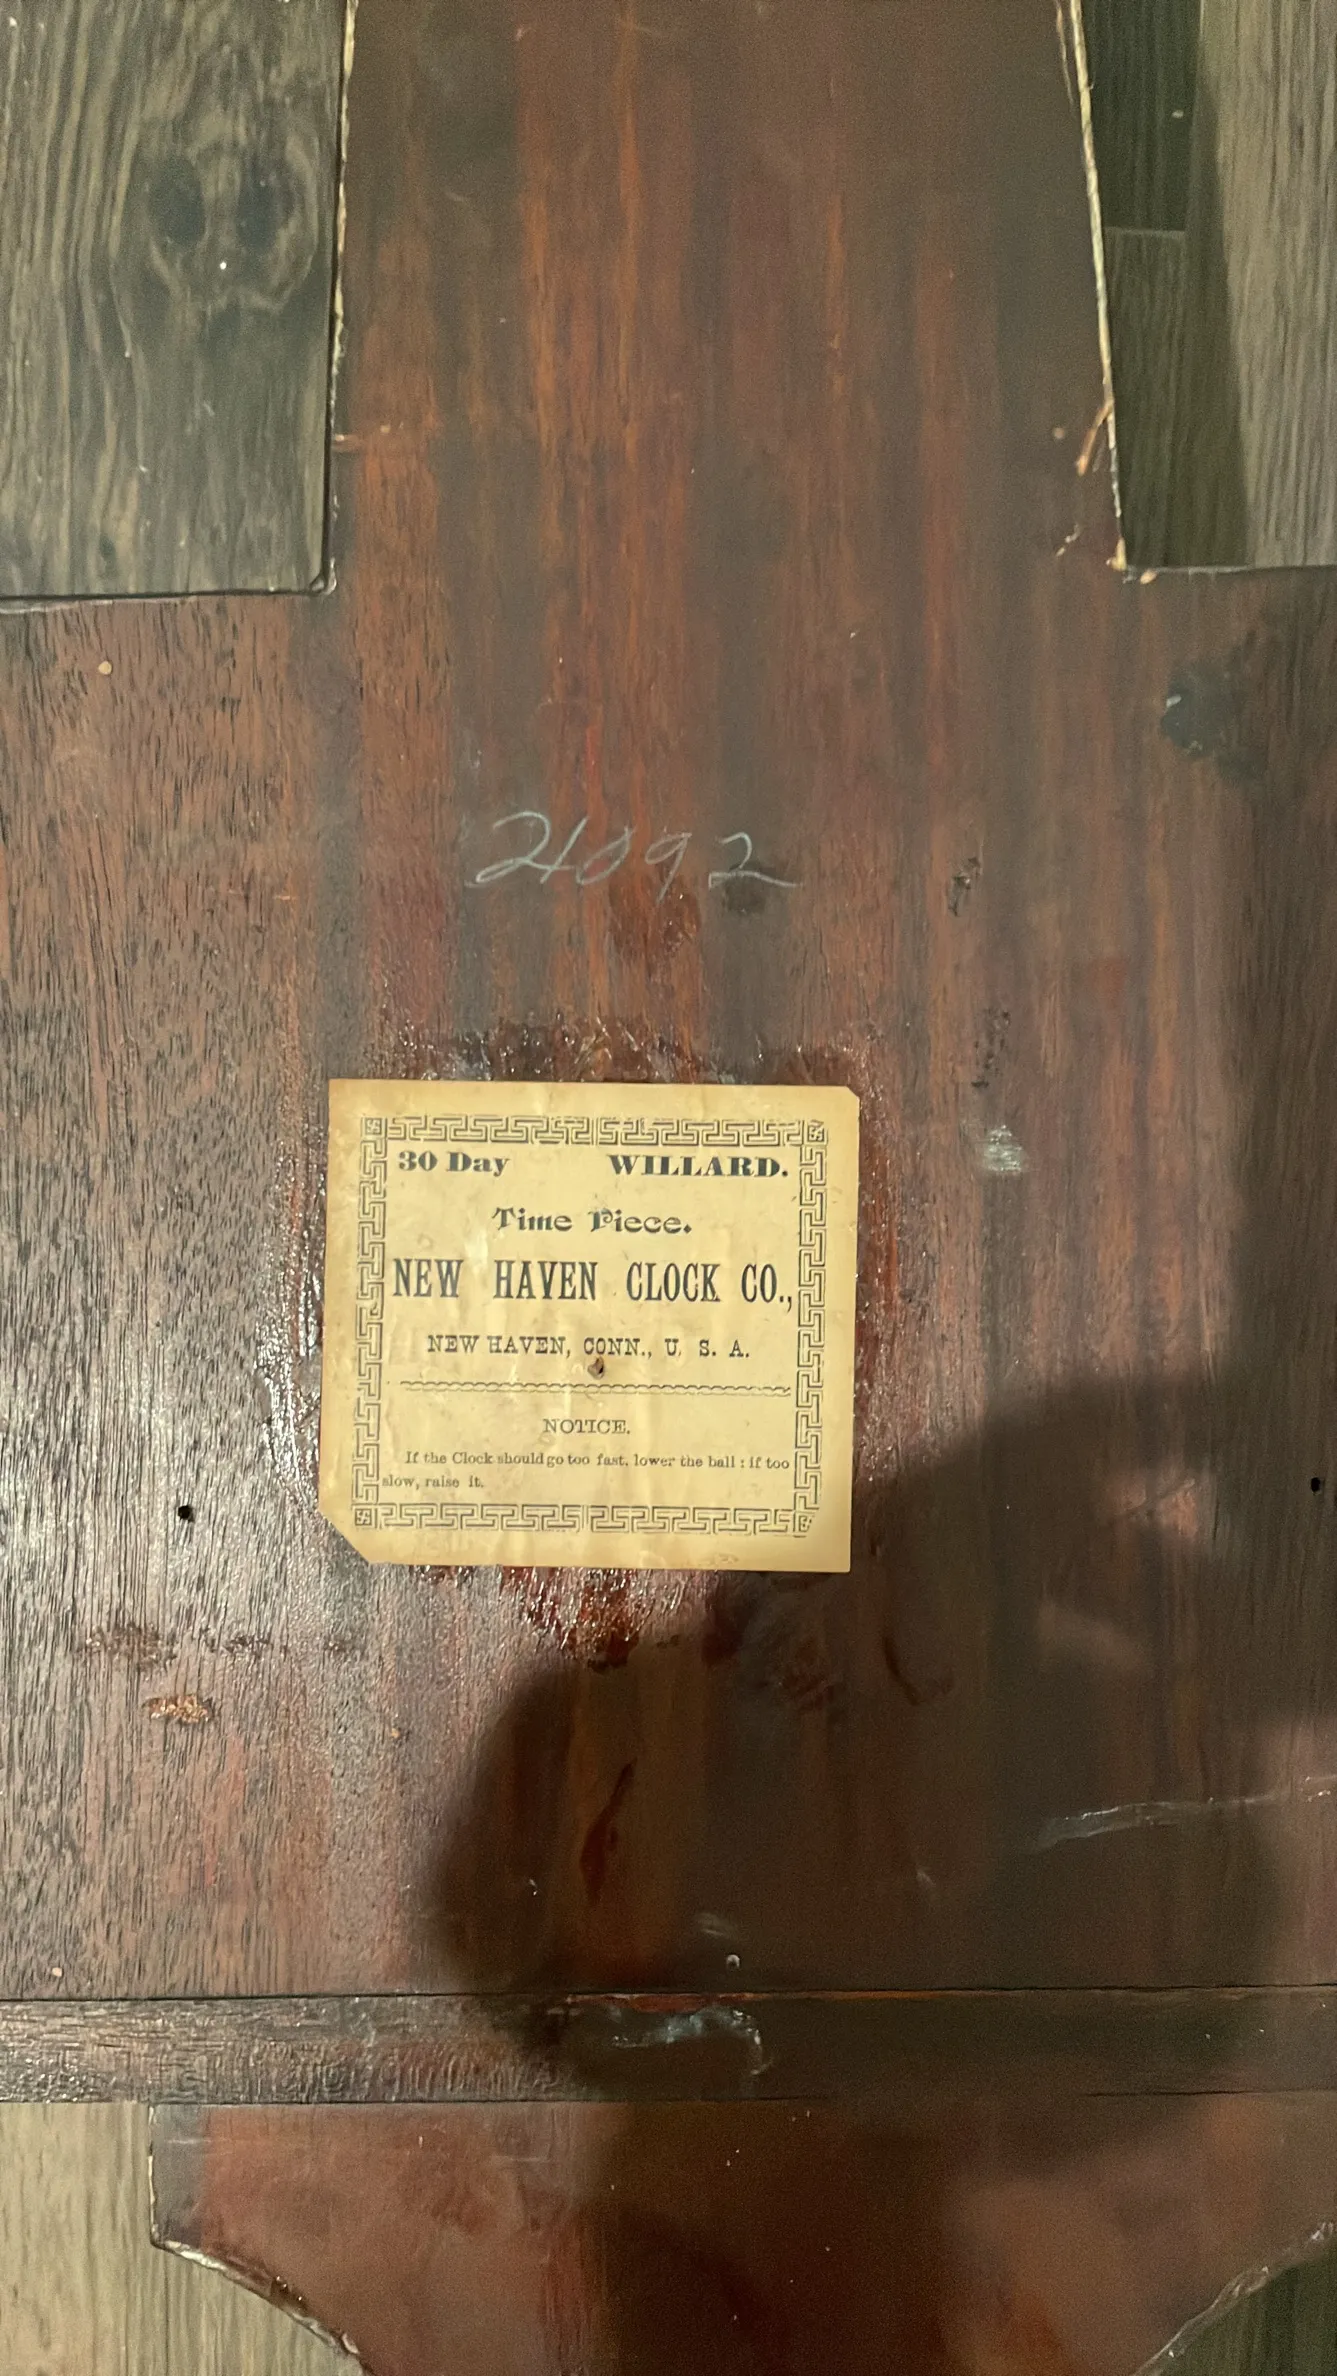 24092
30 Day WILLARD.
Time Piece.
NEW HAVEN CLOCK CO.,
NEW HAVEN, CONN., U. S. A.
NOTICE.
If the Clock should go too fast, lower the ball : if too
slow, raise it.